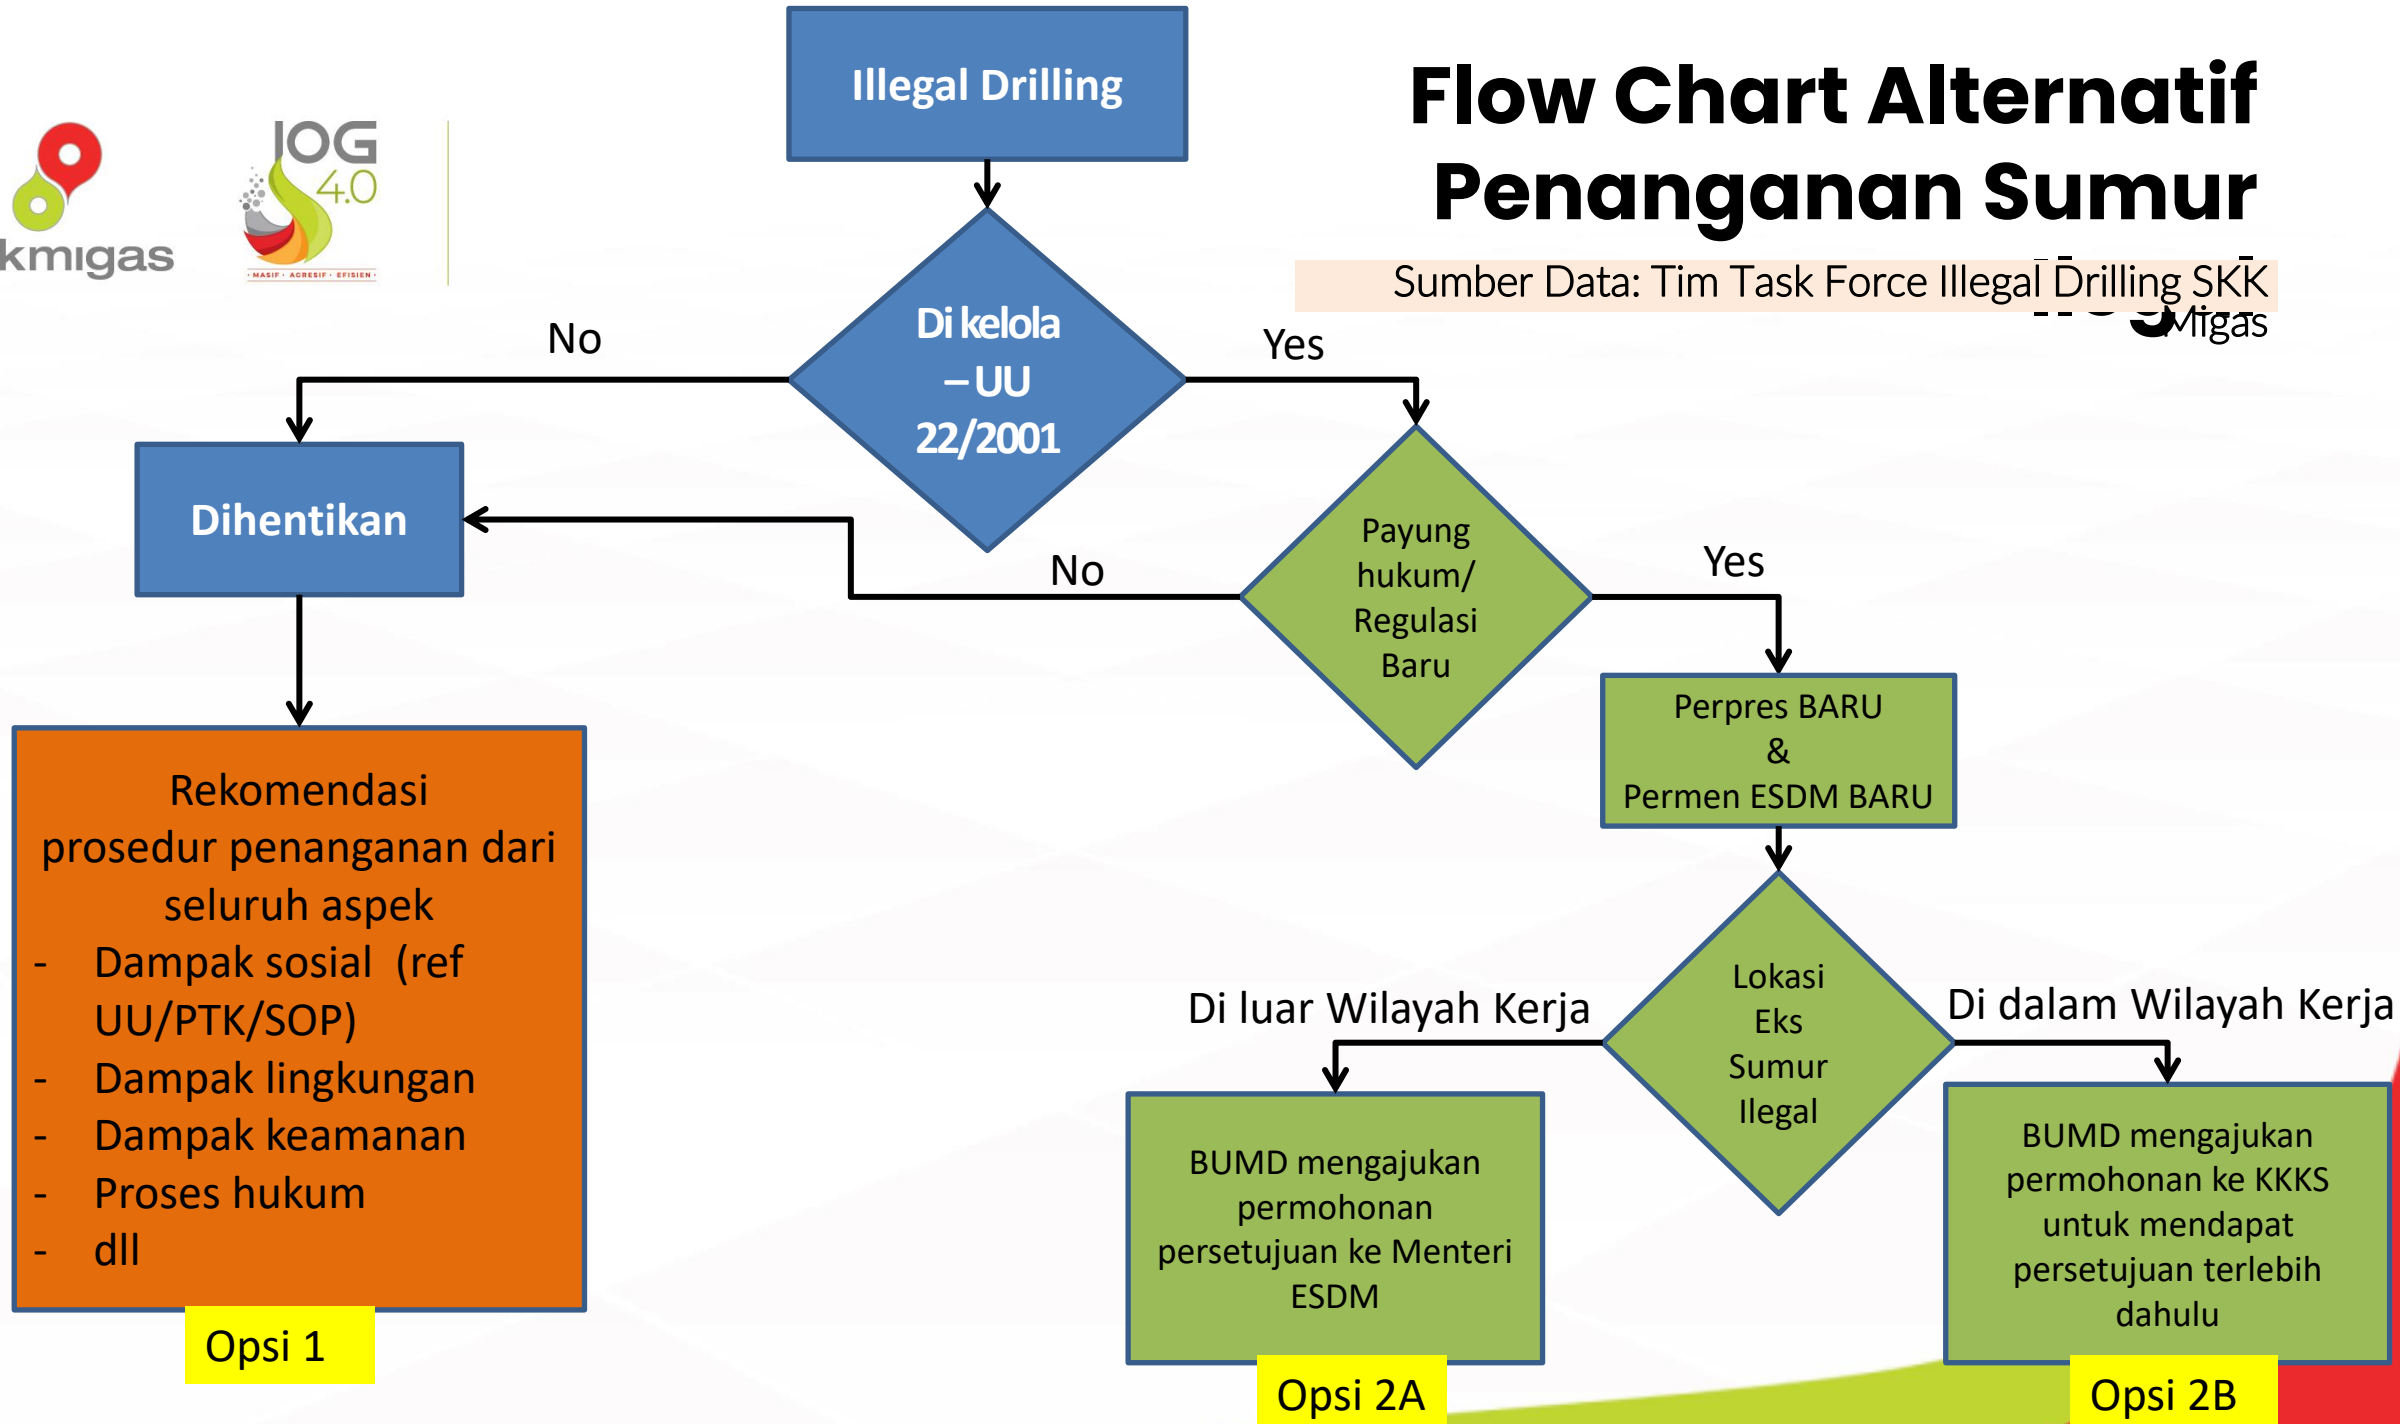 Flow Chart Alternatif
Penanganan Sumur
Sumber Data: Tim Task Force Illegal Drilling SKK
Migas
kmigas
JOG
4.0
• MASIF • AGRESIF • EFISIEN •
Illegal Drilling
Di kelola
– UU
22/2001
No
Yes
Dihentikan
Payung
hukum/
Regulasi
Baru
No
Yes
Perpres BARU
&
Permen ESDM BARU
Rekomendasi
prosedur penanganan dari
seluruh aspek
- Dampak sosial (ref
UU/PTK/SOP)
- Dampak lingkungan
- Dampak keamanan
- Proses hukum
- dll
Opsi 1
Lokasi
Eks
Sumur
Ilegal
Di luar Wilayah Kerja
Di dalam Wilayah Kerja
BUMD mengajukan
permohonan
persetujuan ke Menteri
ESDM
Opsi 2A
BUMD mengajukan
permohonan ke KKKS
untuk mendapat
persetujuan terlebih
dahulu
Opsi 2B